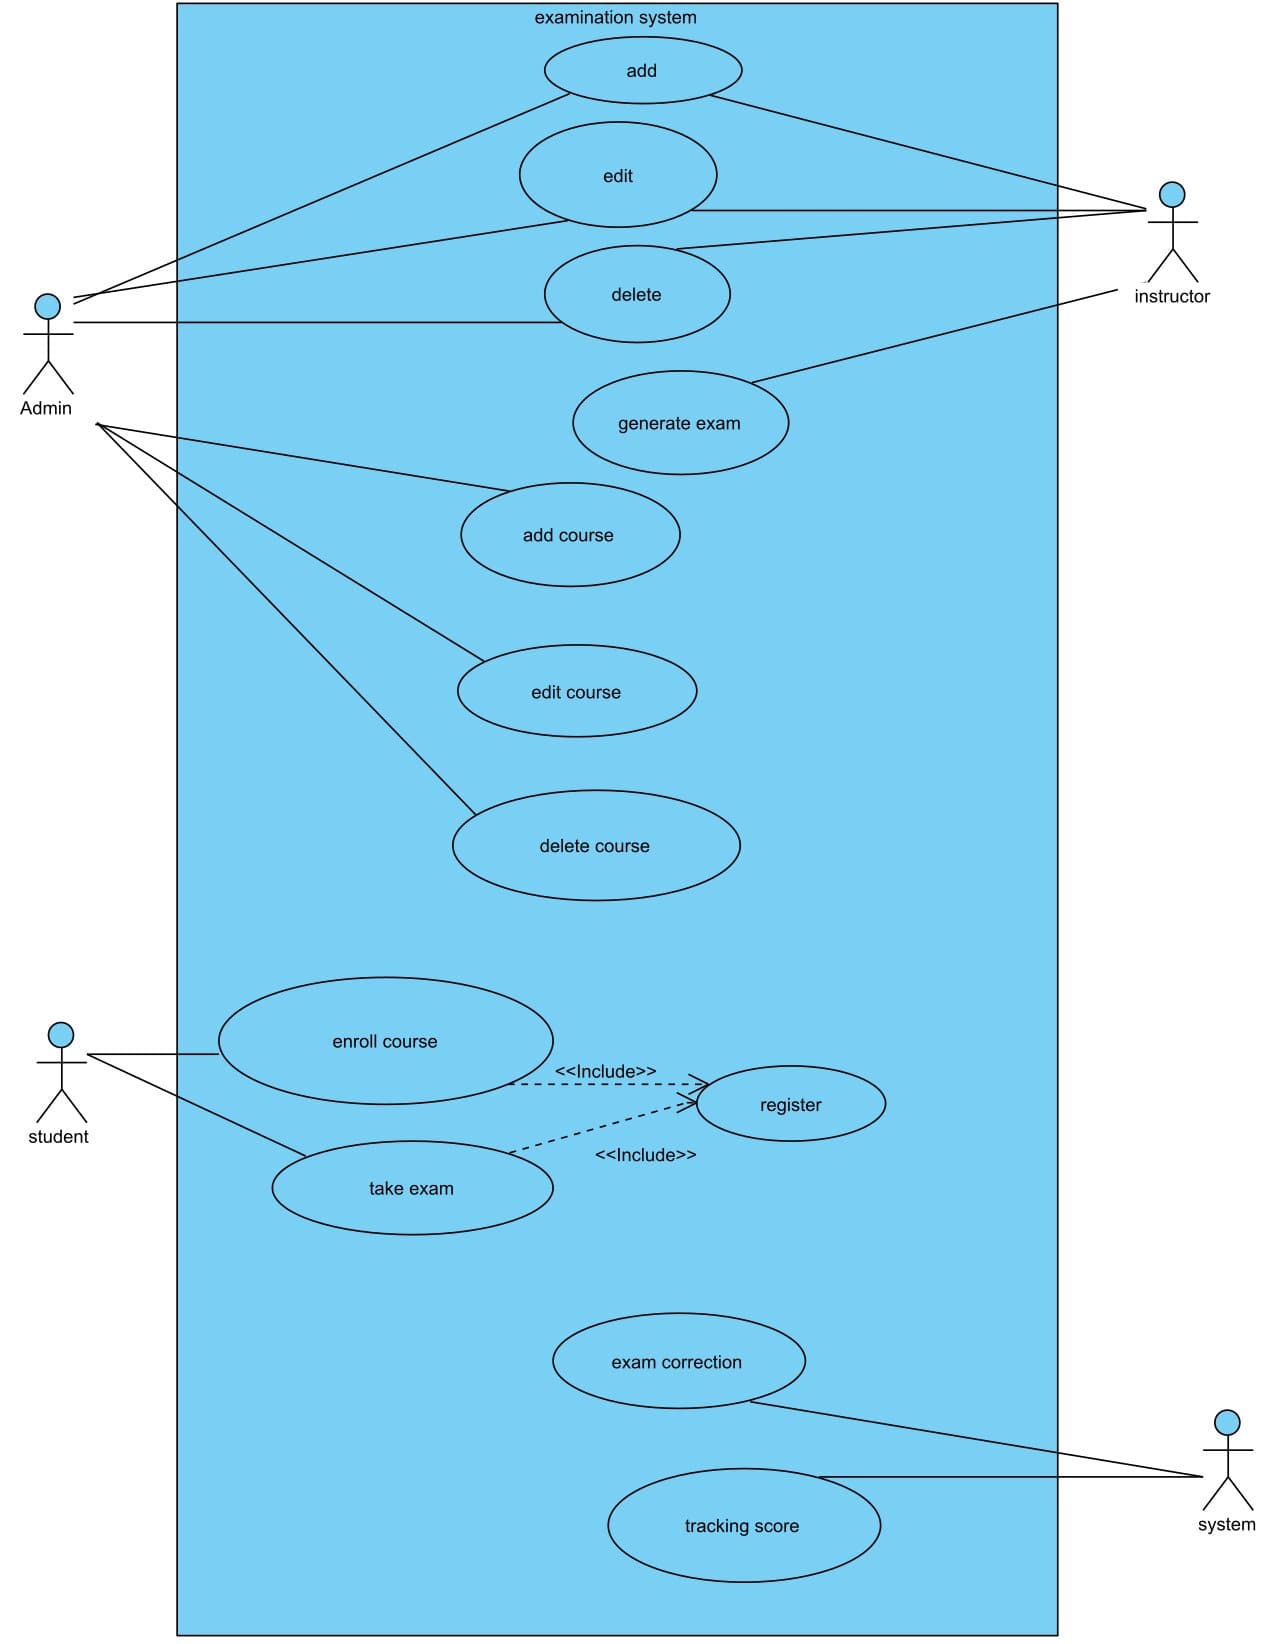 examination system
add
edit
instructor
delete
Admin
generate exam
add course
edit course
delete course
enroll course
<<Include>>
register
student
<<Include>>
take exam
exam correction
tracking score
system